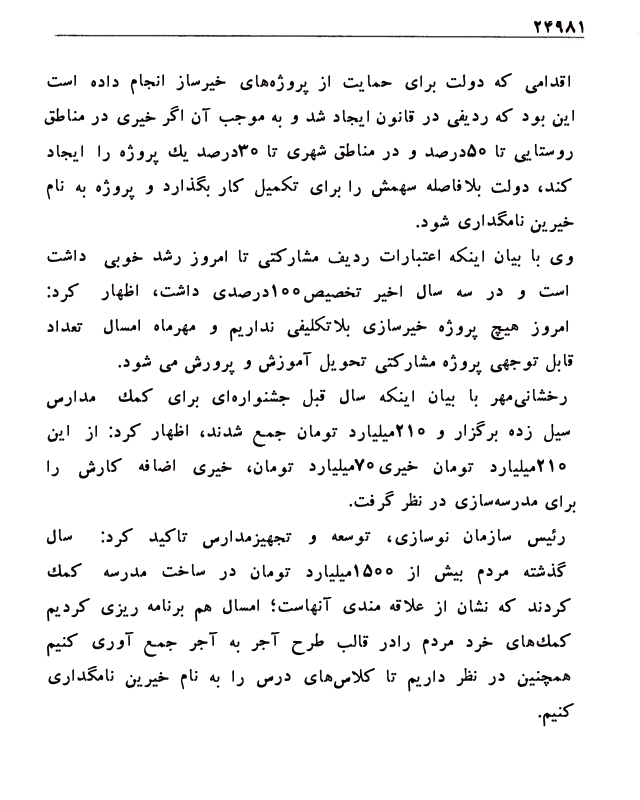 ۲۴۹۸۱
اقدامی که دولت برای حمایت از پروژه‌های خیرساز انجام داده است
این بود که ردیفی در قانون ایجاد شد و به موجب آن اگر خیری در مناطق
روستایی تا ۵۰درصد و در مناطق شهری تا ۳۰درصد یك پروژه را ایجاد
کند، دولت بلافاصله سهمش را برای تکمیل کار بگذارد و پروژه به نام
خیرین نامگذاری شود.
وی با بیان اینکه اعتبارات ردیف مشارکتی تا امروز رشد خوبی داشت
است و در سه سال اخیر تخصیص۱۰۰درصدی داشت، اظهار کرد:
امروز هیچ پروژه خیرسازی بلاتکلیفی نداریم و مهرماه امسال تعداد
قابل توجهی پروژه مشارکتی تحویل آموزش و پرورش می شود.
رخشانی‌مهر با بیان اینکه سال قبل جشنواره‌ای برای کمك مدارس
سیل زده برگزار و ۲۱۰میلیارد تومان جمع شدند، اظهار کرد: از این
۲۱۰میلیارد تومان خیری۷۰میلیارد تومان، خیری اضافه کارش را
برای مدرسه‌سازی در نظر گرفت.
رئیس سازمان نوسازی، توسعه و تجهیزمدارس تاکید کرد: سال
گذشته مردم بیش از ۱۵۰۰میلیارد تومان در ساخت مدرسه کمك
کردند که نشان از علاقه مندی آنهاست؛ امسال هم برنامه ریزی کردیم
کمك‌های خرد مردم رادر قالب طرح آجر به آجر جمع آوری کنیم
همچنین در نظر داریم تا کلاس‌های درس را به نام خیرین نامگذاری
کنیم.